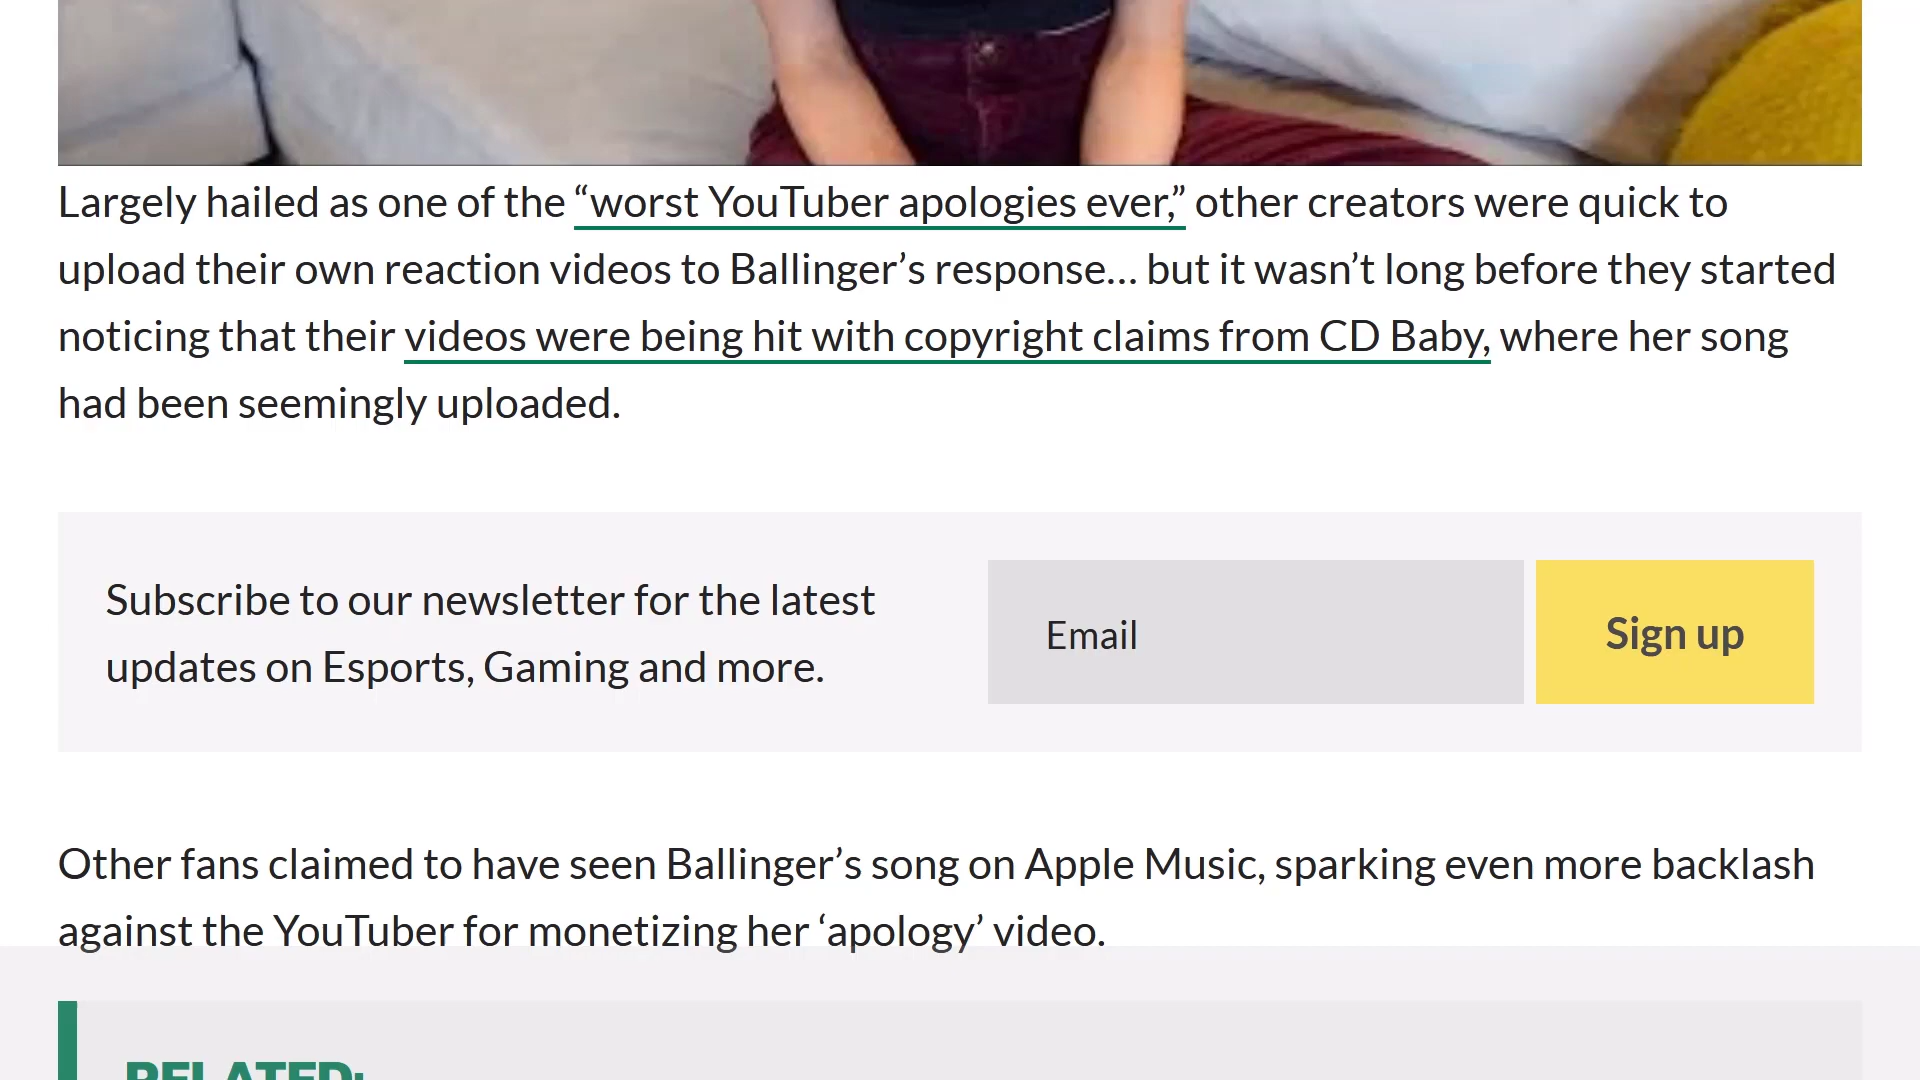 Largely hailed as one of the “worst YouTuber apologies ever,” other creators were quick to
upload their own reaction videos to Ballinger’s response… but it wasn’t long before they started
noticing that their videos were being hit with copyright claims from CD Baby, where her song
had been seemingly uploaded.
Subscribe to our newsletter for the latest
updates on Esports, Gaming and more.
Email
Sign up
Other fans claimed to have seen Ballinger’s song on Apple Music, sparking even more backlash
against the YouTuber for monetizing her ‘apology’ video.
RELATED: